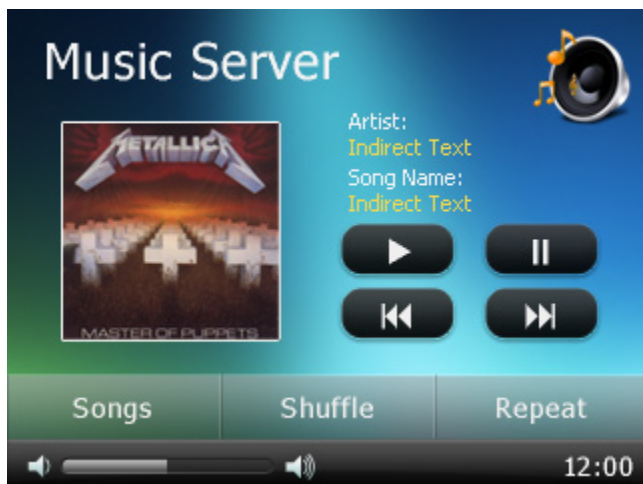 Music Server
METALLICA
MASTER OF PUPPETS
Artist:
Indirect Text
Song Name:
Indirect Text
Songs
Shuffle
Repeat
12:00